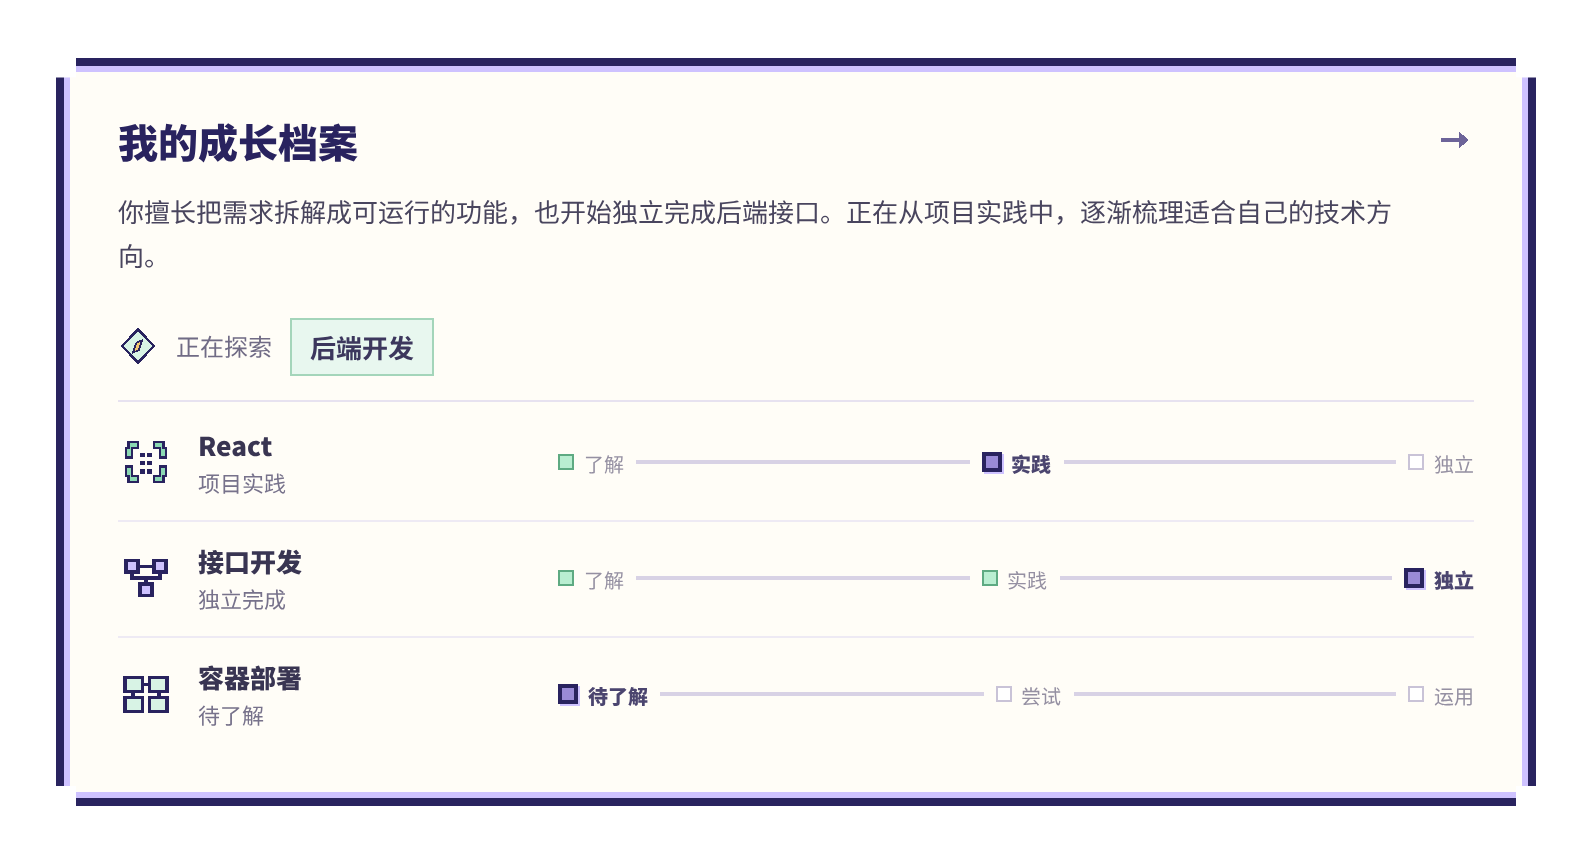 我的成长档案
你擅长把需求拆解成可运行的功能，也开始独立完成后端接口。正在从项目实践中，逐渐梳理适合自己的技术方
向。
正在探索 后端开发
React
项目实践
了解 实践 独立
接口开发
独立完成
了解 实践 独立
容器部署
待了解
待了解 尝试 运用